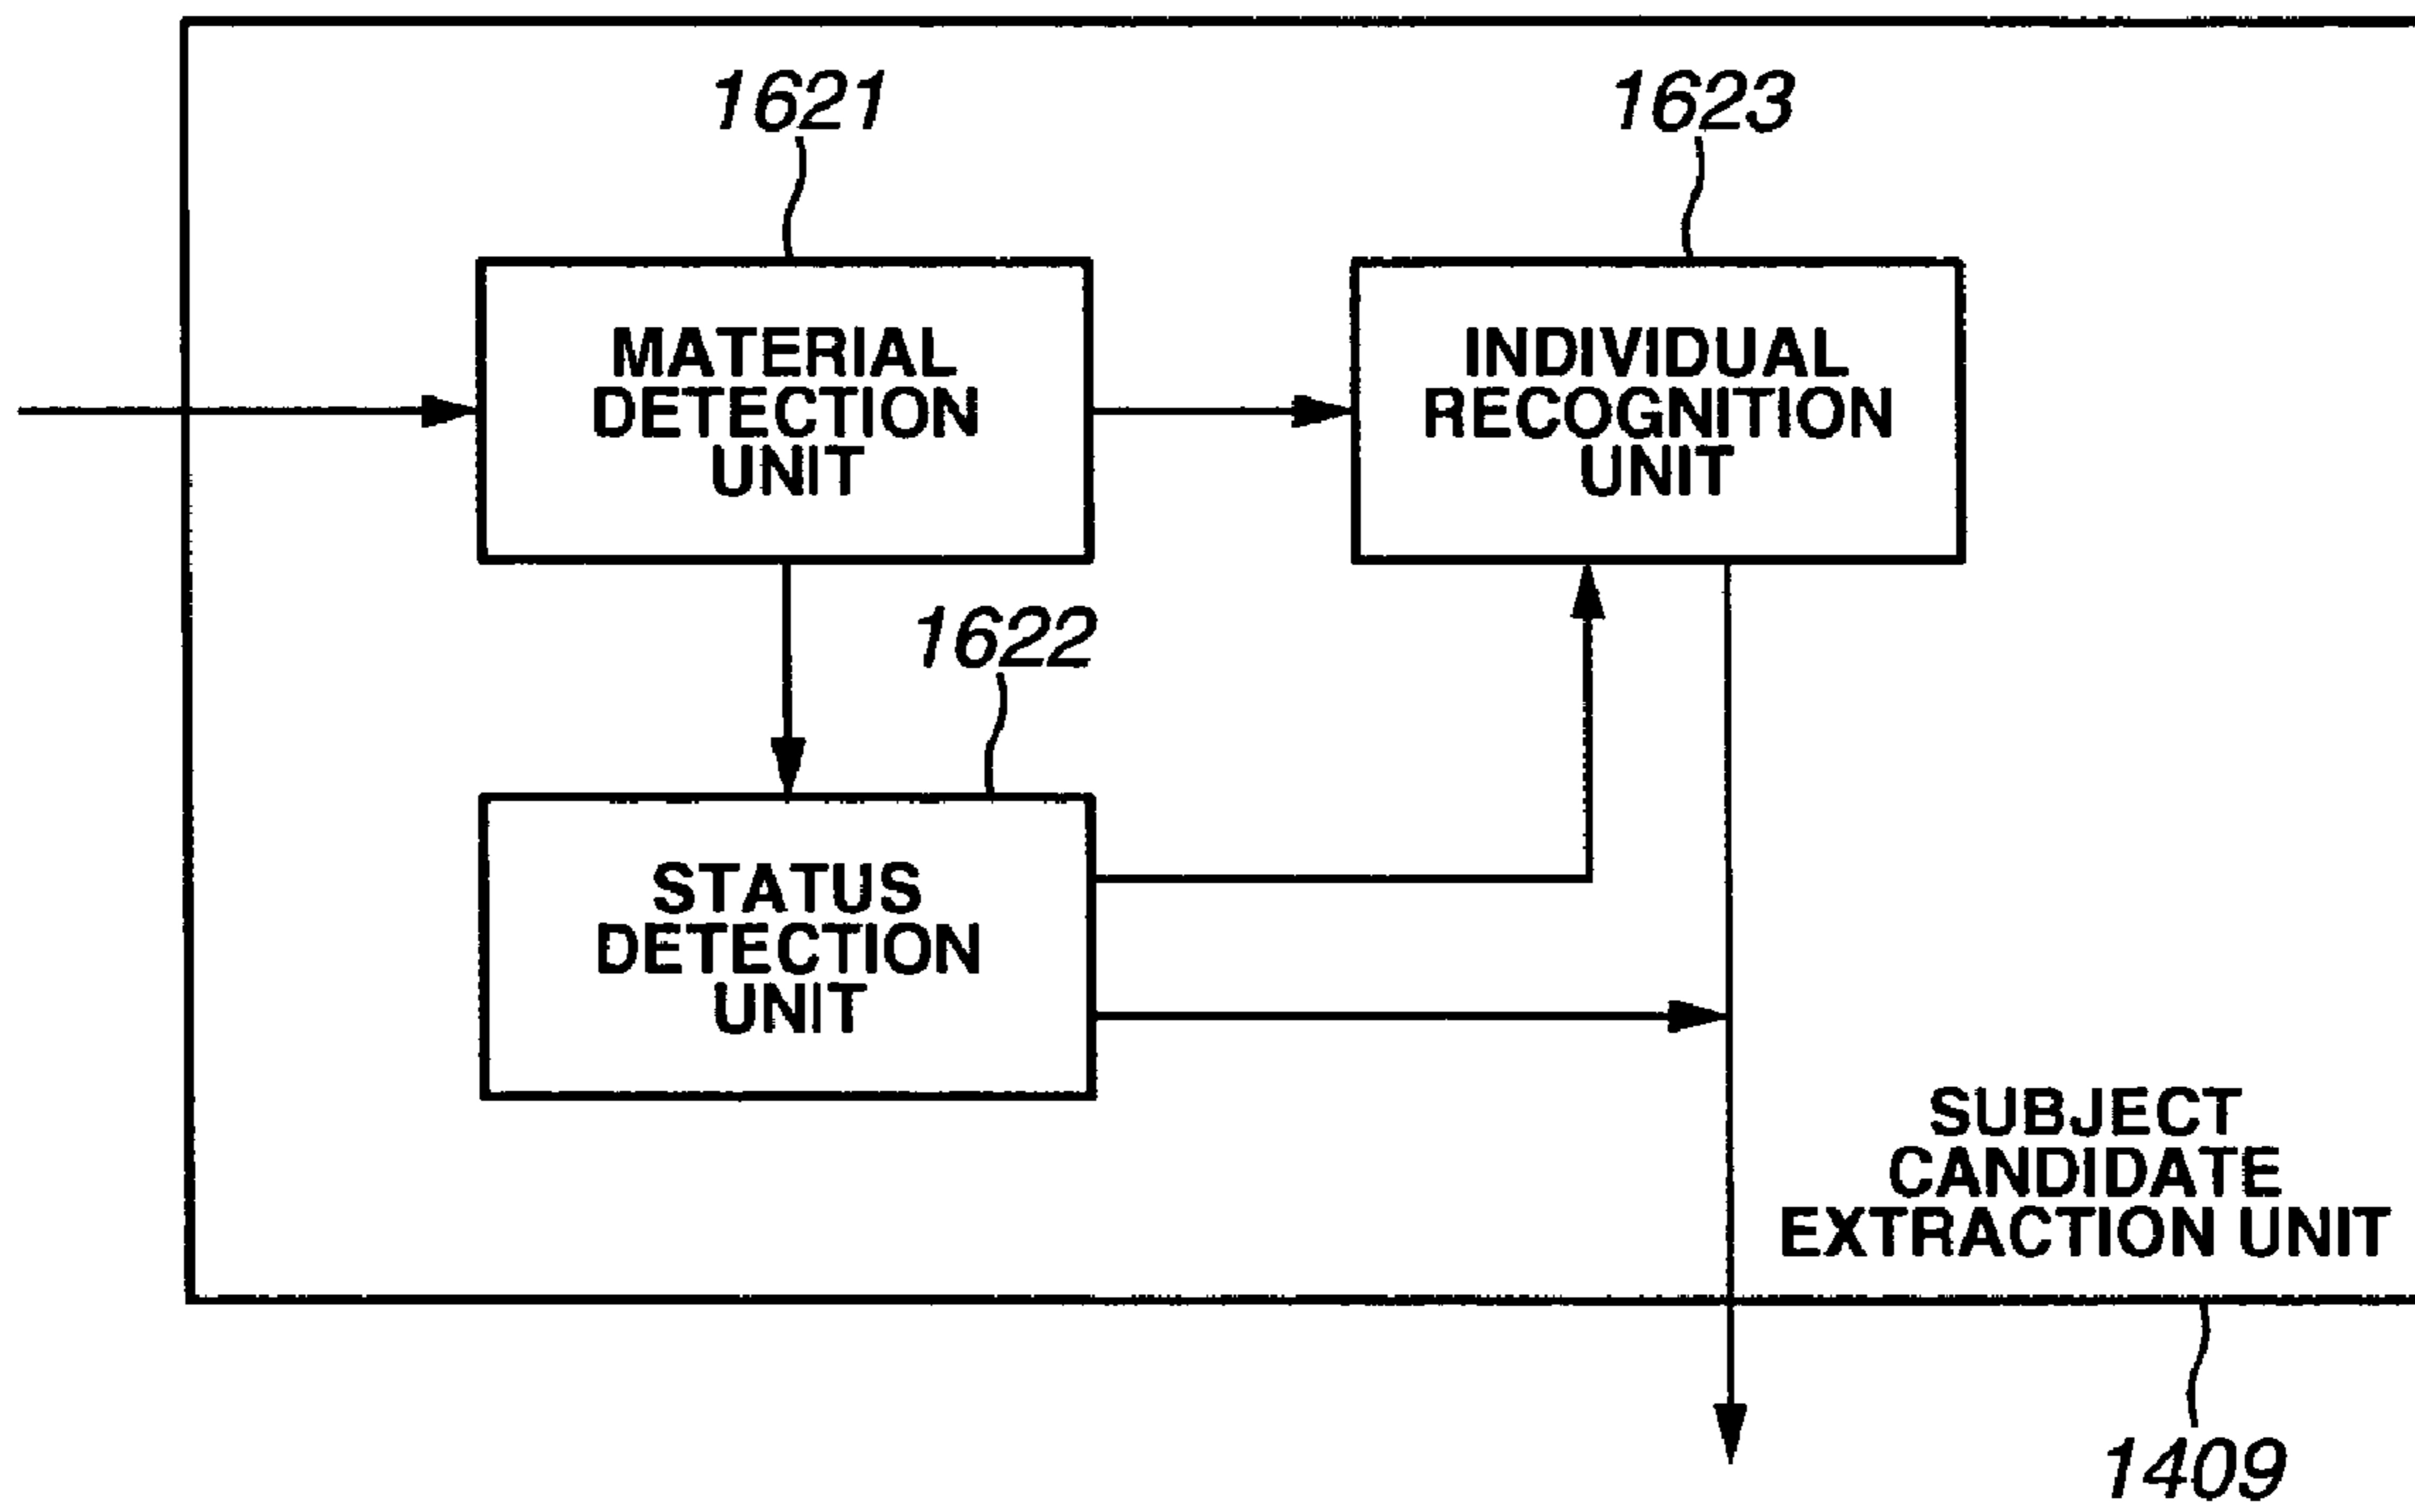 1621
1623
MATERIAL
DETECTION
UNIT
INDIVIDUAL
RECOGNITION
UNIT
1622
STATUS
DETECTION
UNIT
SUBJECT
CANDIDATE
EXTRACTION UNIT
1409